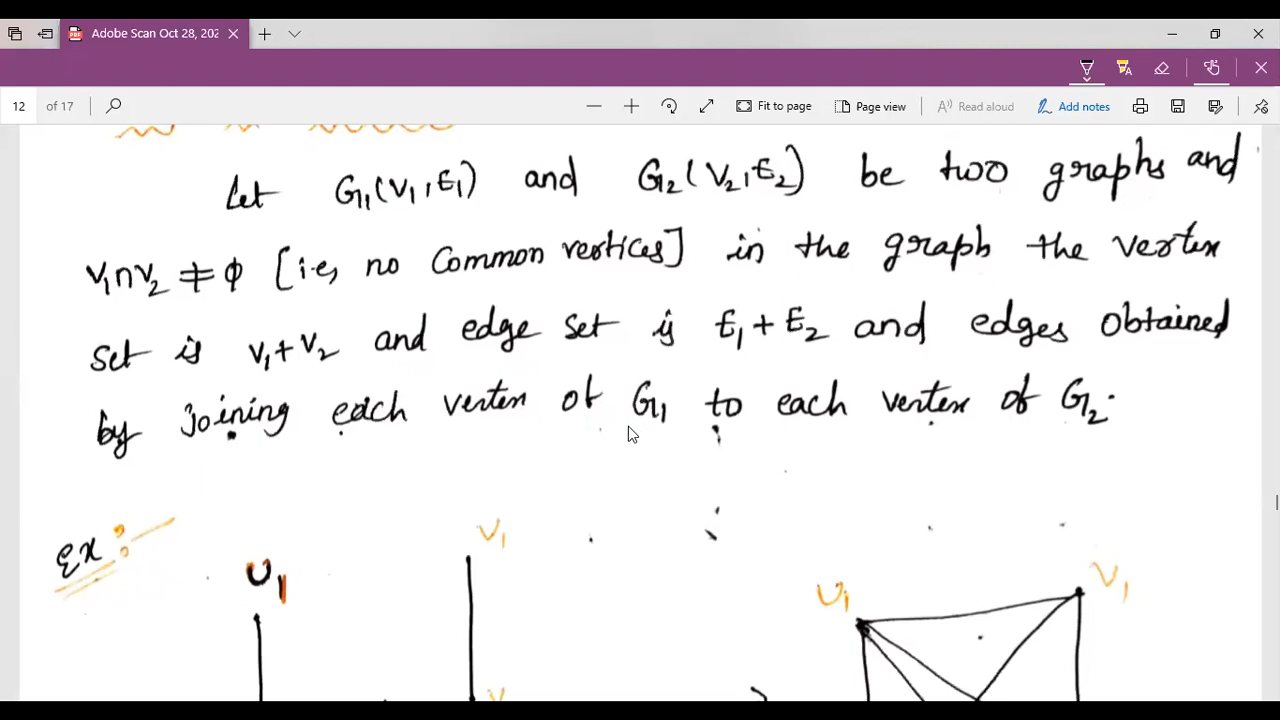 Adobe Scan Oct 28, 202
12 of 17
Fit to page
Page view
Read aloud
Add notes
Let G1(V1,E1) and G2(V2,E2) be two graphs and
V1∩V2 ≠ ϕ [i.e, no Common vertices] in the graph the vertex
Set is V1+V2 and edge set is E1+E2 and edges obtained
by Joining each vertex of G1 to each vertex of G2.
Ex:
U1
V1
U1
V1